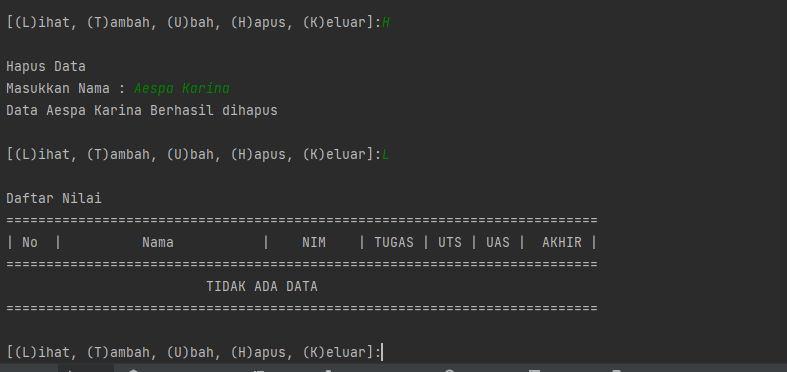 [(L)ihat, (T)ambah, (U)bah, (H)apus, (K)eluar]:H
Hapus Data
Masukkan Nama : Aespa Karina
Data Aespa Karina Berhasil dihapus
[(L)ihat, (T)ambah, (U)bah, (H)apus, (K)eluar]:L
Daftar Nilai
==========================================================================
| No  |          Nama           |    NIM    | TUGAS | UTS | UAS |  AKHIR |
==========================================================================
                         TIDAK ADA DATA
==========================================================================
[(L)ihat, (T)ambah, (U)bah, (H)apus, (K)eluar]: